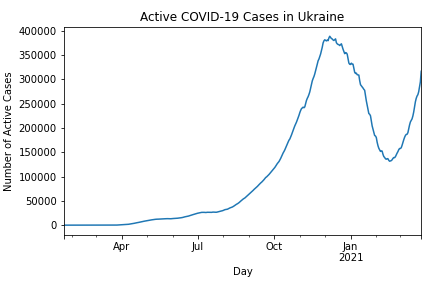 Active COVID-19 Cases in Ukraine
400000
350000
300000
250000
200000
150000
100000
50000
0
Number of Active Cases
Apr
Jul
Oct
Jan
2021
Day